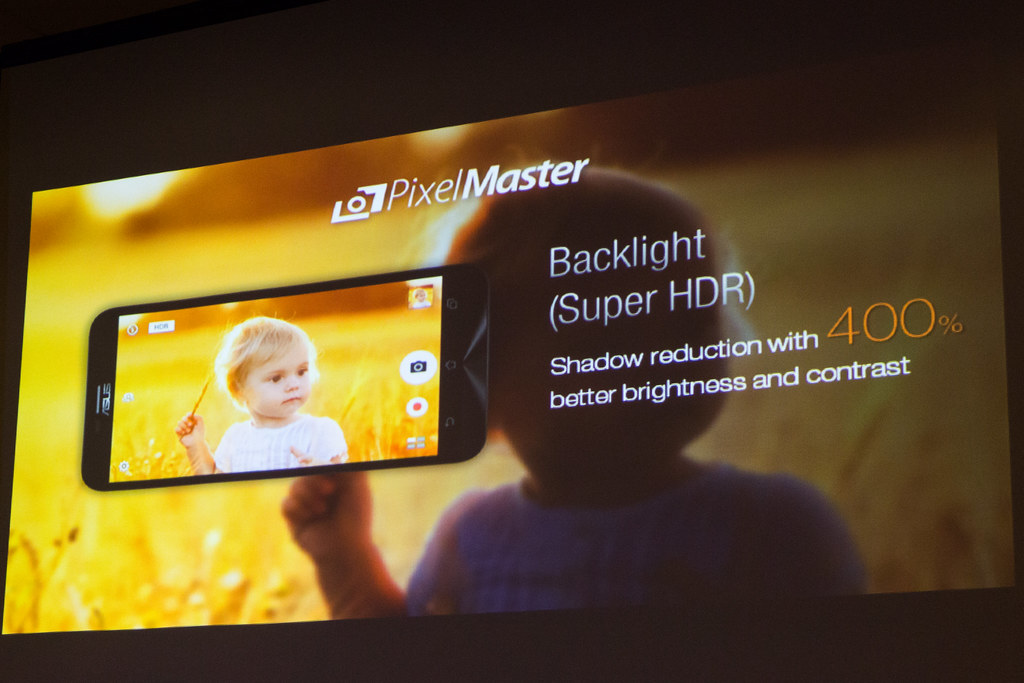 PixelMaster
Backlight
(Super HDR)
Shadow reduction with 400%
better brightness and contrast
HDR
ASUS